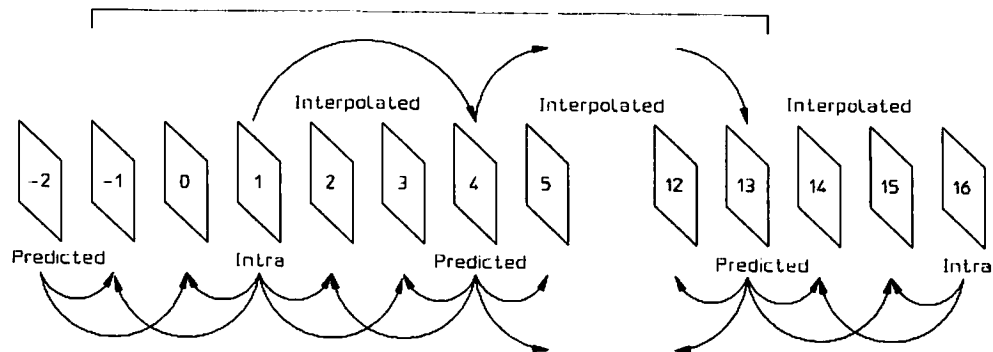 Interpolated Interpolated Interpolated
-2 -1 0 1 2 3 4 5 12 13 14 15 16
Predicted Intra Predicted Predicted Intra